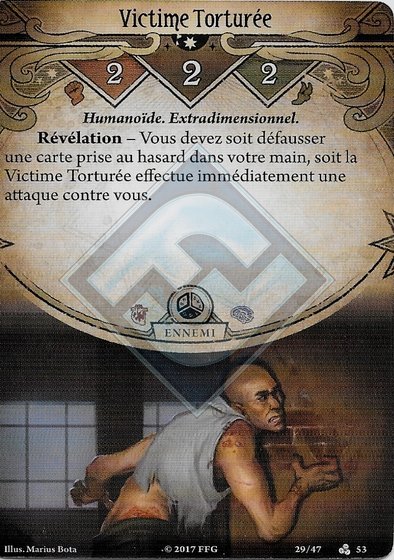 Victime Torturée
2 2 2
Humanoïde. Extradimensionnel.
Révélation – Vous devez soit défausser
une carte prise au hasard dans votre main, soit la
Victime Torturée effectue immédiatement une
attaque contre vous.
ENNEMI
Illus. Marius Bota © 2017 FFG 29/47 53